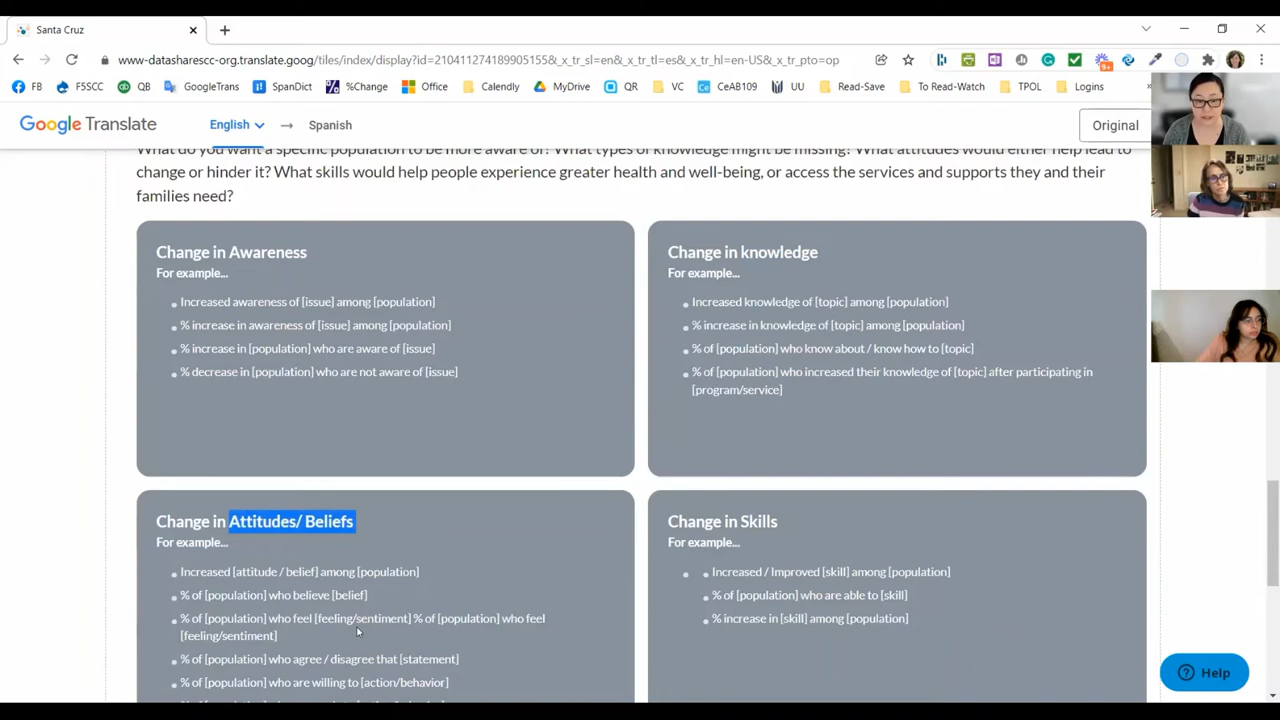 Santa Cruz
www-datasharescc-org.translate.goog/tiles/index/display?id=210411274189905155&_x_tr_sl=en&_x_tr_tl=es&_x_tr_hl=en-US&_x_tr_pto=op
FB
F5SCC
QB
GoogleTrans
SpanDict
%Change
Office
Calendly
MyDrive
QR
VC
CeAB109
UU
Read-Save
To Read-Watch
TPOL
Logins
Google Translate
English
Spanish
Original
What do you want a specific population to be more aware of? What types of knowledge might be missing? What attitudes would either help lead to
change or hinder it? What skills would help people experience greater health and well-being, or access the services and supports they and their
families need?
Change in Awareness
For example...
Increased awareness of [issue] among [population]
% increase in awareness of [issue] among [population]
% increase in [population] who are aware of [issue]
% decrease in [population] who are not aware of [issue]
Change in knowledge
For example...
Increased knowledge of [topic] among [population]
% increase in knowledge of [topic] among [population]
% of [population] who know about / know how to [topic]
% of [population] who increased their knowledge of [topic] after participating in
[program/service]
Change in Attitudes/ Beliefs
For example...
Increased [attitude / belief] among [population]
% of [population] who believe [belief]
% of [population] who feel [feeling/sentiment] % of [population] who feel
[feeling/sentiment]
% of [population] who agree / disagree that [statement]
% of [population] who are willing to [action/behavior]
Change in Skills
For example...
Increased / Improved [skill] among [population]
% of [population] who are able to [skill]
% increase in [skill] among [population]
Help